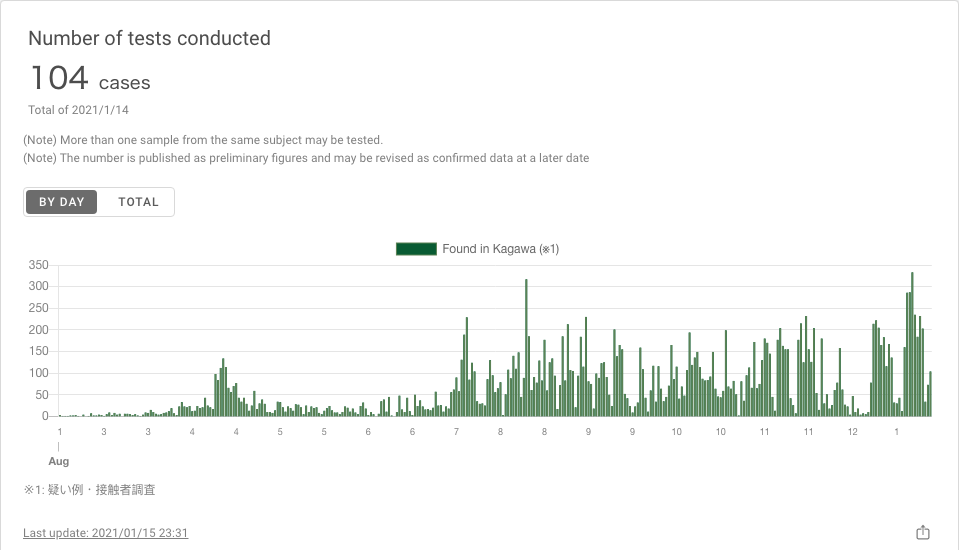 Number of tests conducted
104 cases
Total of 2021/1/14
(Note) More than one sample from the same subject may be tested.
(Note) The number is published as preliminary figures and may be revised as confirmed data at a later date
BY DAY TOTAL
Found in Kagawa (※1)
350
300
250
200
150
100
50
0
1 3 3 4 4 5 5 6 6 7 8 8 9 9 10 10 11 11 12 1
Aug
※1: 疑い例・接触者調査
Last update: 2021/01/15 23:31